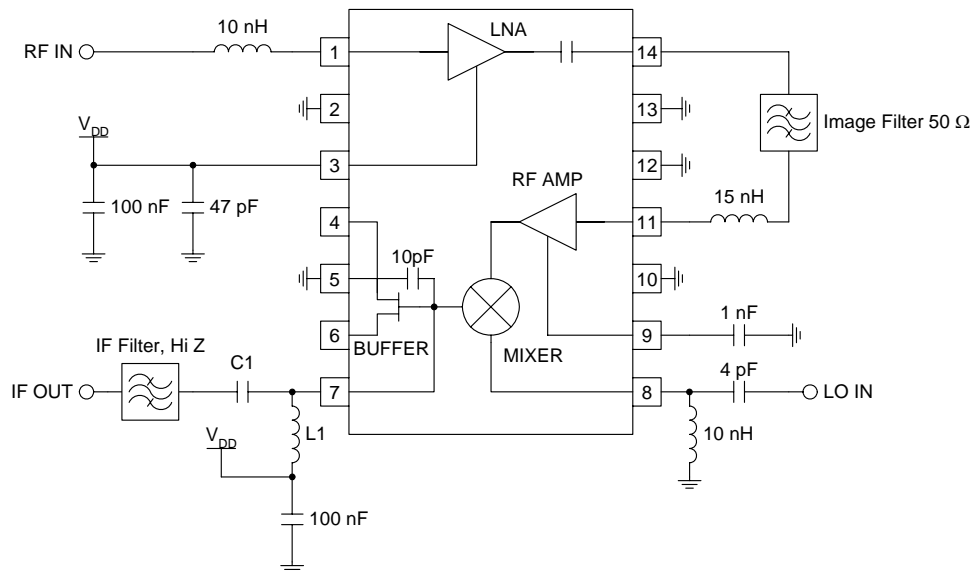 10 nH
LNA
RF IN
1
14
2
13
V_DD
Image Filter 50 Ω
3
12
RF AMP
15 nH
100 nF
47 pF
4
11
10pF
5
10
1 nF
6
9
IF Filter, Hi Z
BUFFER
MIXER
C1
4 pF
IF OUT
7
8
LO IN
V_DD
L1
10 nH
100 nF